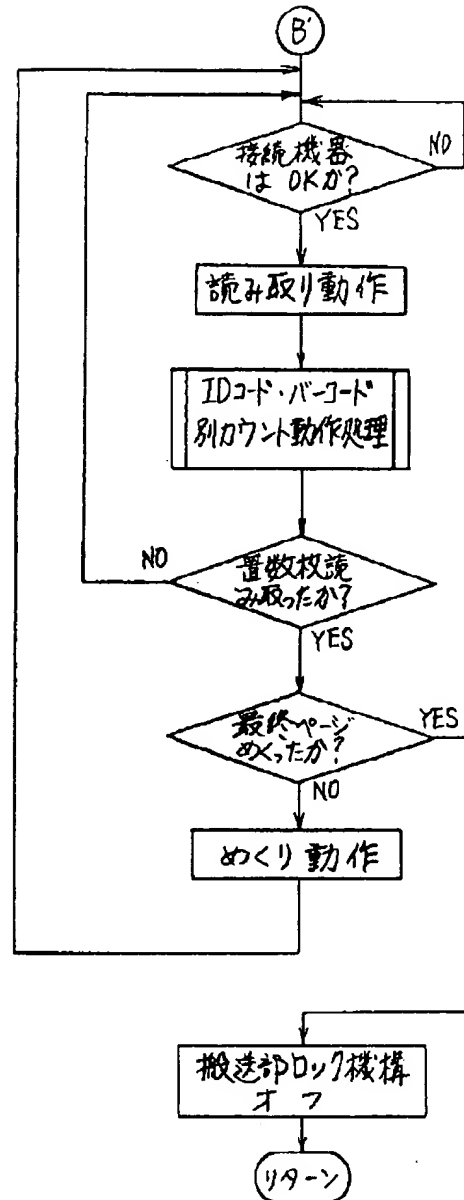 B'
接続機器
は OKか?
NO
YES
読み取り動作
IDコード・バーコード
別カウント動作処理
NO
置数枚読
み取ったか?
YES
最終ページ
めくったか?
YES
NO
めくり動作
搬送部ロック機構
オフ
リターン